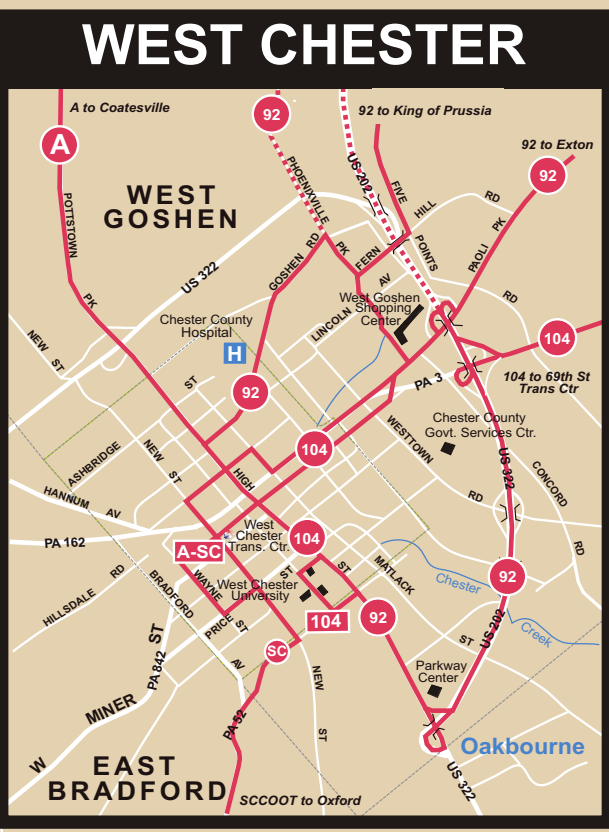 WEST CHESTER
A to Coatesville
92
92 to King of Prussia
A
92 to Exton
92
PHOENIXVILLE
PK
US 202
FIVE
POINTS
HILL
RD
WEST
GOSHEN
POTTSTOWN
PK
US 322
GOSHEN
RD
FERN
AV
PAOLI
PK
RD
West Goshen
Shopping
Center
LINCOLN
Chester County
Hospital
H
104
104 to 69th St
Trans Ctr
NEW
ST
ST
92
PA 3
Chester County
Govt. Services Ctr.
WESTTOWN
RD
104
US 322
CONCORD
RD
ASHBRIDGE
NEW
ST
HIGH
HANNUM
AV
PA 162
West
Chester
Trans. Ctr.
104
A-SC
ST
ST
MATLACK
ST
Chester
Creek
92
HILLSDALE
RD
BRADFORD
AV
WAYNE
West Chester
University
104
92
PRICE
ST
US 202
PA 842
ST
SC
NEW
ST
Parkway
Center
W
MINER
PA 52
Oakbourne
EAST
BRADFORD
US 322
SCCOOT to Oxford